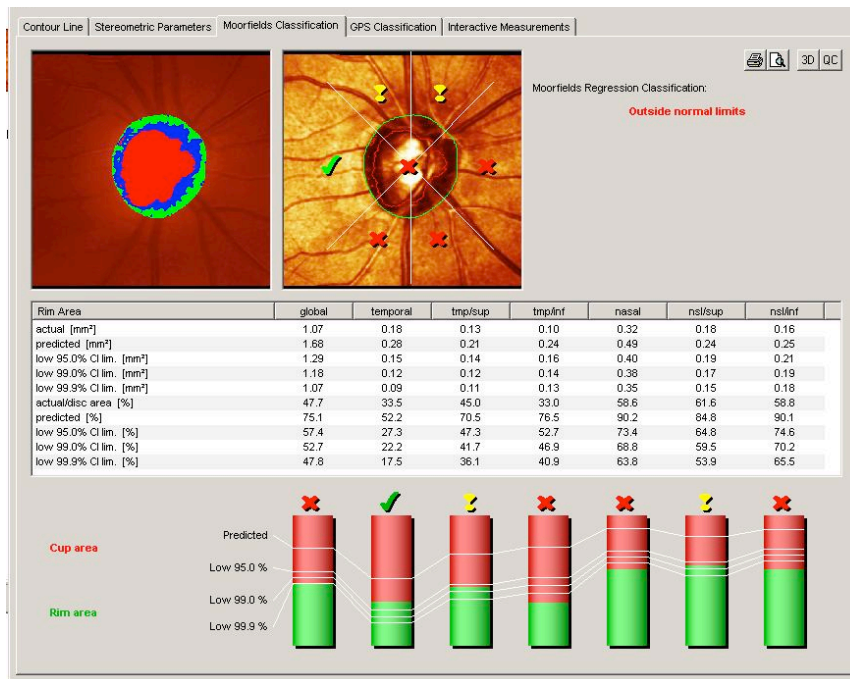 Contour Line Stereometric Parameters Moorfields Classification GPS Classification Interactive Measurements
3D QC
Moorfields Regression Classification:
Outside normal limits
Rim Area global temporal tmp/sup tmp/inf nasal nsl/sup nsl/inf
actual [mm²] 1.07 0.18 0.13 0.10 0.32 0.18 0.16
predicted [mm²] 1.68 0.28 0.21 0.24 0.49 0.24 0.25
low 95.0% CI lim. [mm²] 1.29 0.15 0.14 0.16 0.40 0.19 0.21
low 99.0% CI lim. [mm²] 1.18 0.12 0.12 0.14 0.38 0.17 0.19
low 99.9% CI lim. [mm²] 1.07 0.09 0.11 0.13 0.35 0.15 0.18
actual/disc area [%] 47.7 33.5 45.0 33.0 58.6 61.6 58.8
predicted [%] 75.1 52.2 70.5 76.5 90.2 84.8 90.1
low 95.0% CI lim. [%] 57.4 27.3 47.3 52.7 73.4 64.8 74.6
low 99.0% CI lim. [%] 52.7 22.2 41.7 46.9 68.8 59.5 70.2
low 99.9% CI lim. [%] 47.8 17.5 36.1 40.9 63.8 53.9 65.5
Predicted
Cup area
Low 95.0 %
Low 99.0 %
Rim area
Low 99.9 %